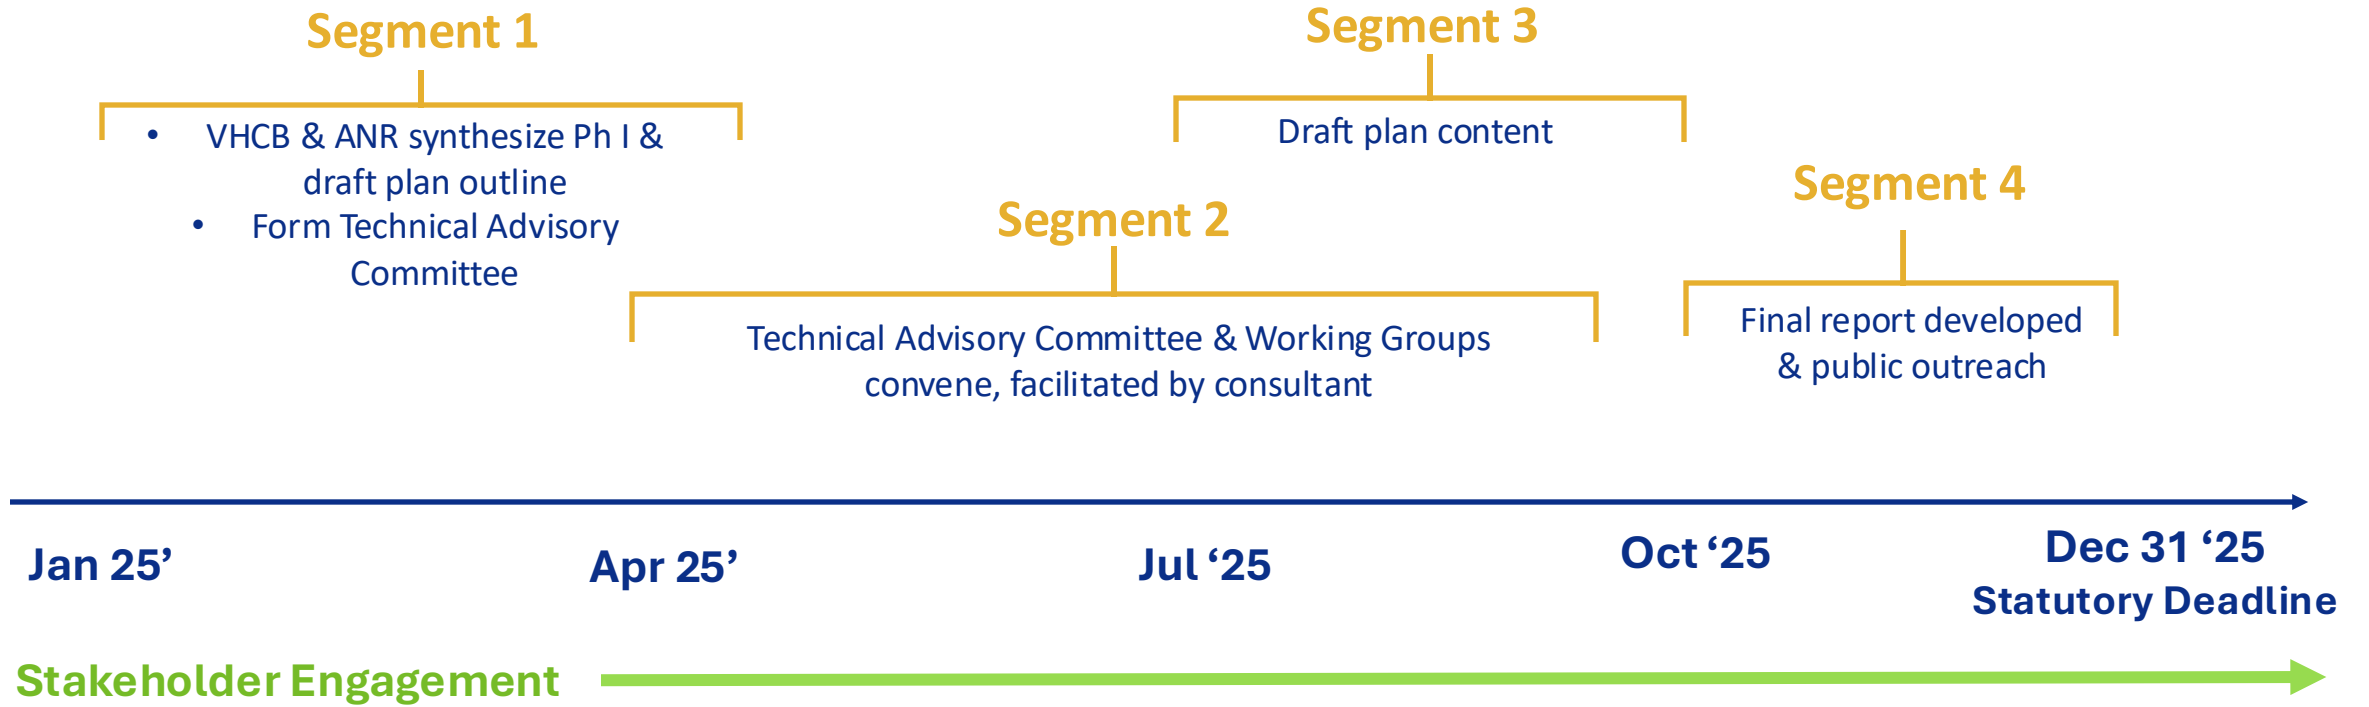 Segment 1
• VHCB & ANR synthesize Ph I &
draft plan outline
• Form Technical Advisory
Committee
Segment 2
Technical Advisory Committee & Working Groups
convene, facilitated by consultant
Segment 3
Draft plan content
Segment 4
Final report developed
& public outreach
Jan 25’
Apr 25’
Jul ‘25
Oct ‘25
Dec 31 ‘25
Statutory Deadline
Stakeholder Engagement